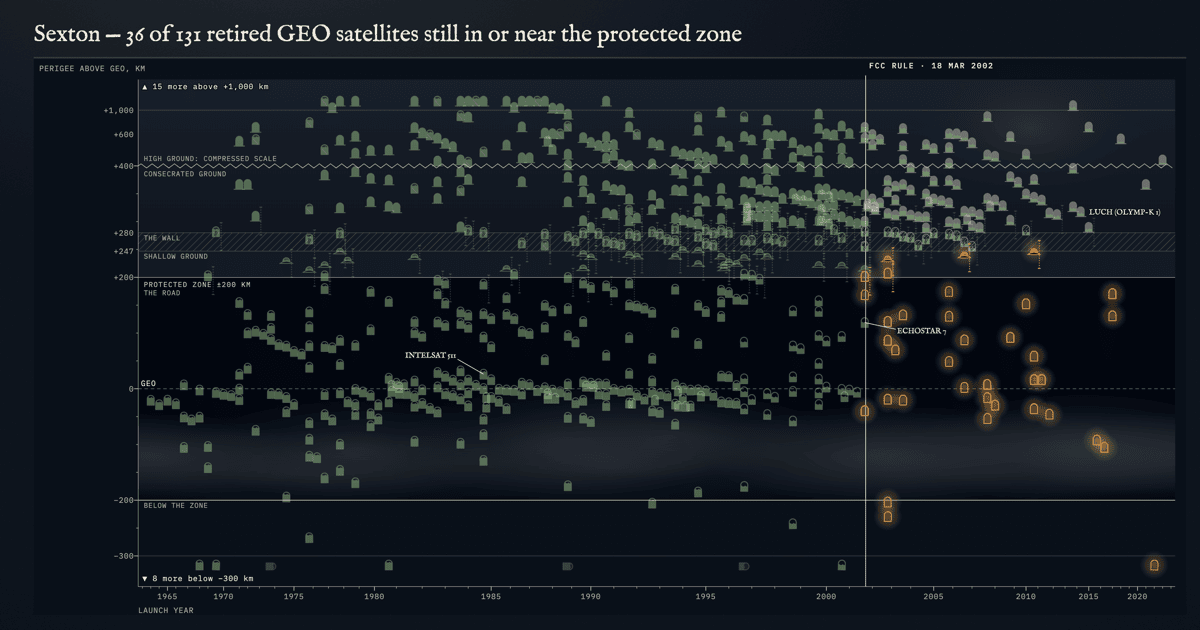 Sexton — 36 of 131 retired GEO satellites still in or near the protected zone
PERIGEE ABOVE GEO, KM
FCC RULE · 18 MAR 2002
▲ 15 more above +1,000 km
+1,000
+600
HIGH GROUND: COMPRESSED SCALE
+400
CONSECRATED GROUND
LUCH (OLYMP-K 1)
+280
THE WALL
+247
SHALLOW GROUND
+200
PROTECTED ZONE ±200 KM
THE ROAD
ECHOSTAR 7
INTELSAT 511
GEO
0
−200
BELOW THE ZONE
−300
▼ 8 more below −300 km
1965 1970 1975 1980 1985 1990 1995 2000 2005 2010 2015 2020
LAUNCH YEAR